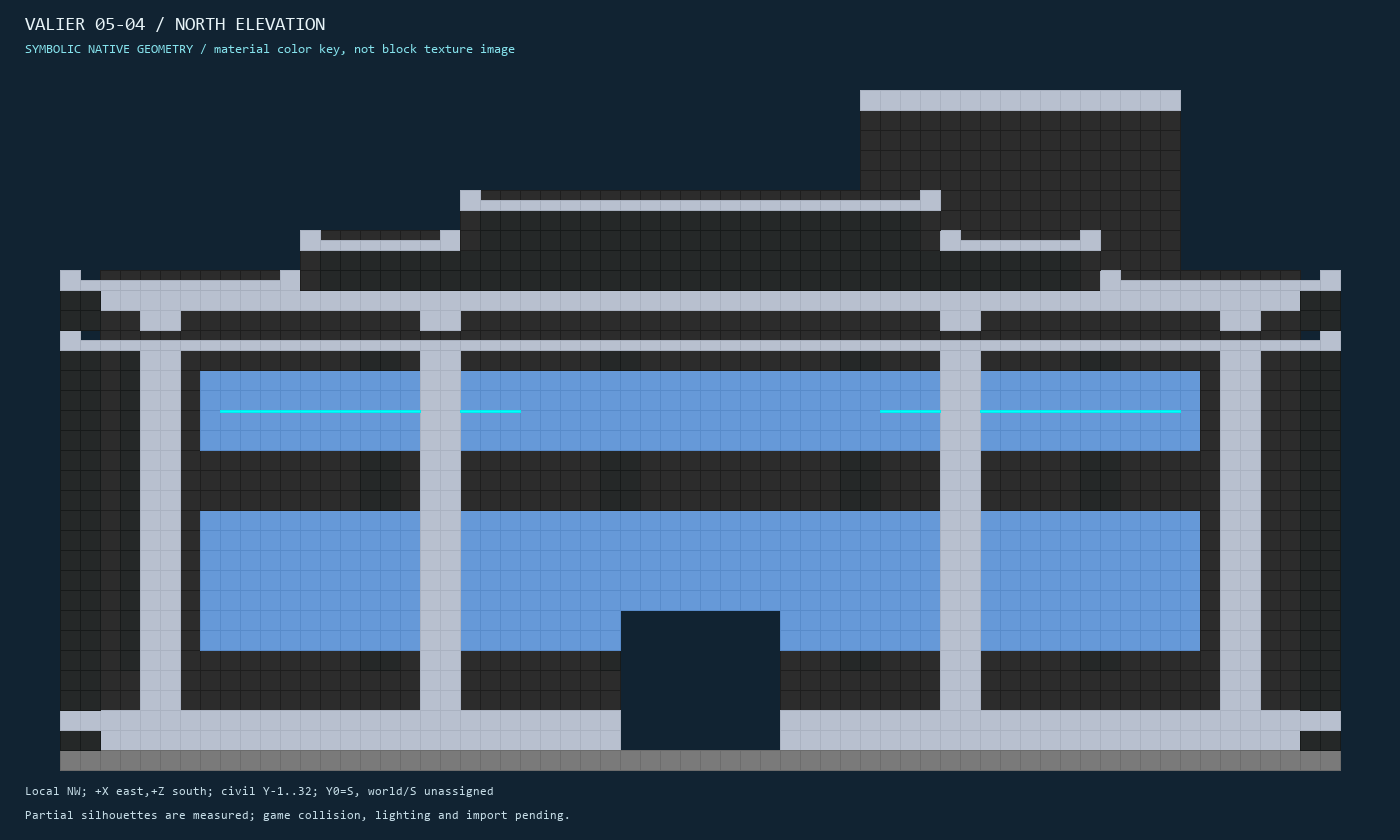 VALIER 05-04 / NORTH ELEVATION
SYMBOLIC NATIVE GEOMETRY / material color key, not block texture image
Local NW; +X east,+Z south; civil Y-1..32; Y0=S, world/S unassigned
Partial silhouettes are measured; game collision, lighting and import pending.